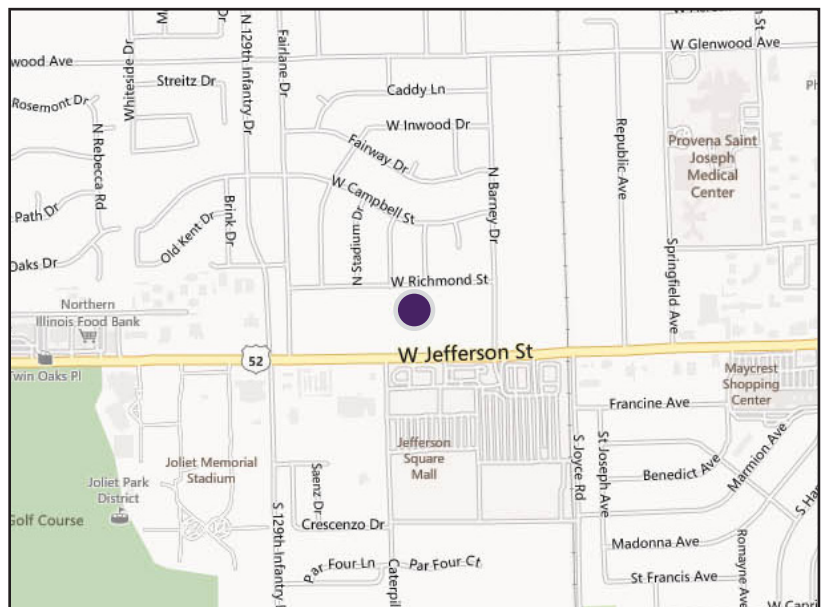 Dr
N 129th Infantry Dr
Fairlane Dr
W Glenwood Ave
wood Ave
Whiteside Dr
Streitz Dr
Caddy Ln
Rosemont Dr
N Rebecca Rd
W Inwood Dr
Fairway Dr
Republic Ave
Provena Saint
Joseph
Medical
Center
W Campbell St
N Barney Dr
Path Dr
Brink Dr
Old Kent Dr
N Stadium Dr
Oaks Dr
W Richmond St
Springfield Ave
Northern
Illinois Food Bank
52
W Jefferson St
Twin Oaks Pl
Maycrest
Shopping
Center
Francine Ave
Jefferson
Square
Mall
S Joyce Rd
St Joseph Ave
Marmion Ave
Joliet Memorial
Stadium
Saenz Dr
Benedict Ave
Joliet Park
District
Golf Course
Crescenzo Dr
S 129th Infantry
Madonna Ave
Romayne Ave
Par Four Ln
Par Four Ct
Caterpil
St Francis Ave